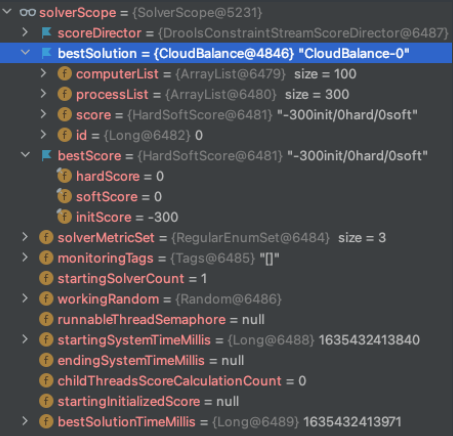 solverScope = {SolverScope@5231}
scoreDirector = {DroolsConstraintStreamScoreDirector@6487}
bestSolution = {CloudBalance@4846} "CloudBalance-0"
computerList = {ArrayList@6479} size = 100
processList = {ArrayList@6480} size = 300
score = {HardSoftScore@6481} "-300init/0hard/0soft"
id = {Long@6482} 0
bestScore = {HardSoftScore@6481} "-300init/0hard/0soft"
f hardScore = 0
f softScore = 0
f initScore = -300
f solverMetricSet = {RegularEnumSet@6484} size = 3
f monitoringTags = {Tags@6485} "[]"
f startingSolverCount = 1
f workingRandom = {Random@6486}
f runnableThreadSemaphore = null
f startingSystemTimeMillis = {Long@6488} 1635432413840
f endingSystemTimeMillis = null
f childThreadsScoreCalculationCount = 0
f startingInitializedScore = null
f bestSolutionTimeMillis = {Long@6489} 1635432413971